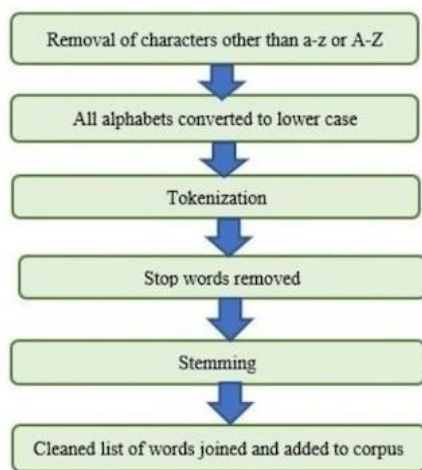 Removal of characters other than a-z or A-Z
All alphabets converted to lower case
Tokenization
Stop words removed
Stemming
Cleaned list of words joined and added to corpus